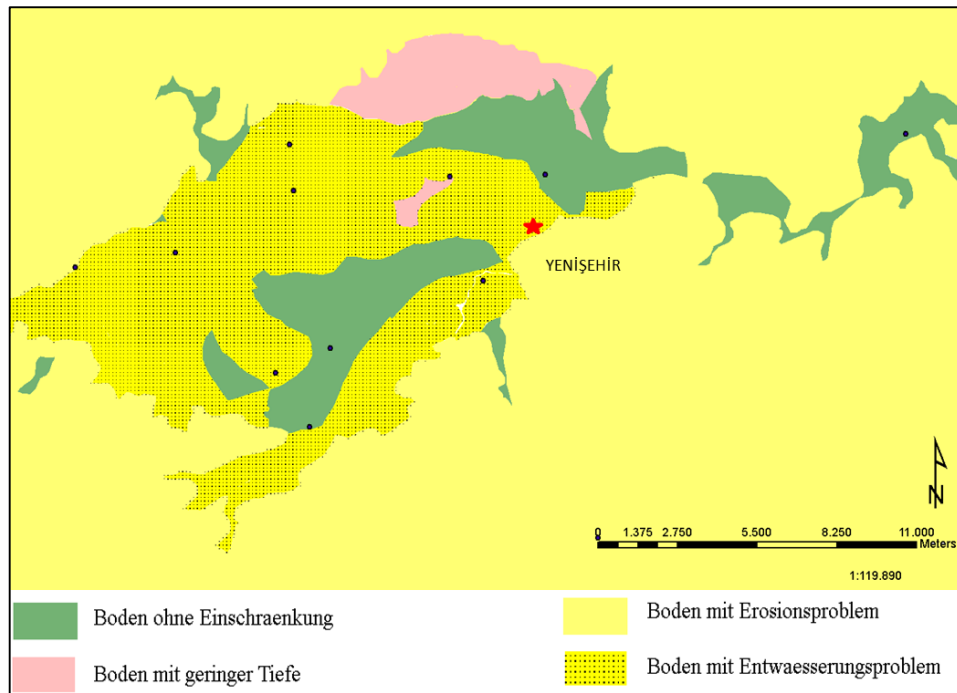 YENİŞEHİR
N
0 1.375 2.750 5.500 8.250 11.000
Meters
1:119.890
Boden ohne Einschraenkung
Boden mit Erosionsproblem
Boden mit geringer Tiefe
Boden mit Entwaesserungsproblem